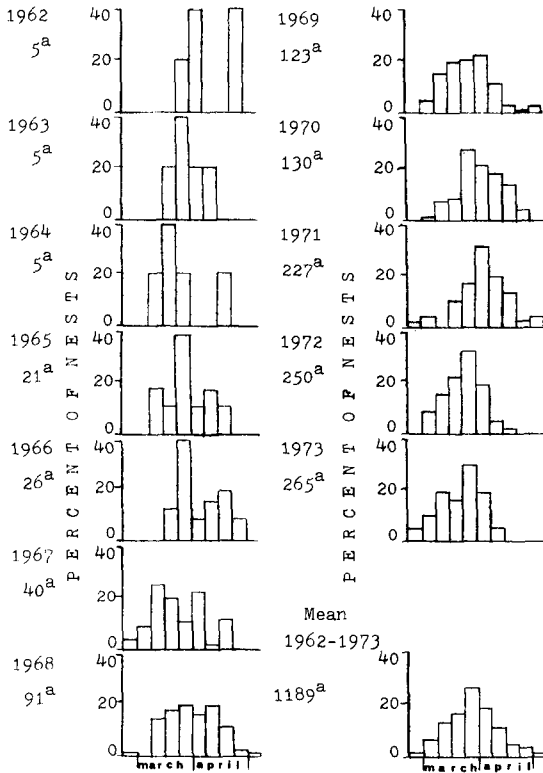 1962
5a
40
20
0
1963
5a
40
20
0
1964
5a
40
20
0
1965
21a
40
20
0
1966
26a
40
20
0
1967
40a
40
20
0
1968
91a
40
20
0
march april
PERCENT OF NESTS
1969
123a
40
20
0
1970
130a
40
20
0
1971
227a
40
20
0
1972
250a
40
20
0
1973
265a
40
20
0
PERCENT OF NESTS
Mean
1962-1973
1189a
40
20
0
march april